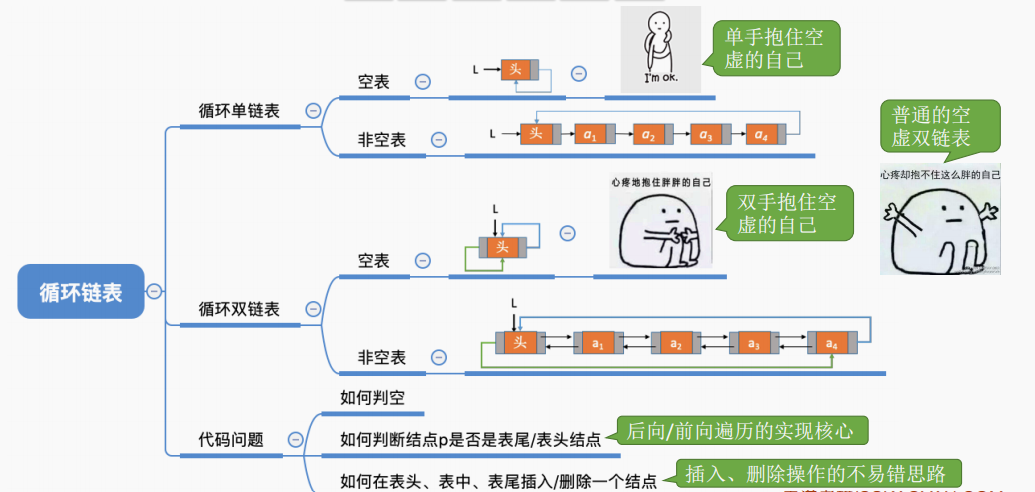 单手抱住空
虚的自己
I'm ok.
L
头
空表
循环单链表
普通的空
虚双链表
L
头
a1
a2
a3
a4
非空表
心疼却抱不住这么胖的自己
心疼地抱住胖胖的自己
双手抱住空
虚的自己
L
头
空表
循环链表
循环双链表
L
头
a1
a2
a3
a4
非空表
如何判空
代码问题
如何判断结点p是否是表尾/表头结点
后向/前向遍历的实现核心
如何在表头、表中、表尾插入/删除一个结点
插入、删除操作的不易错思路